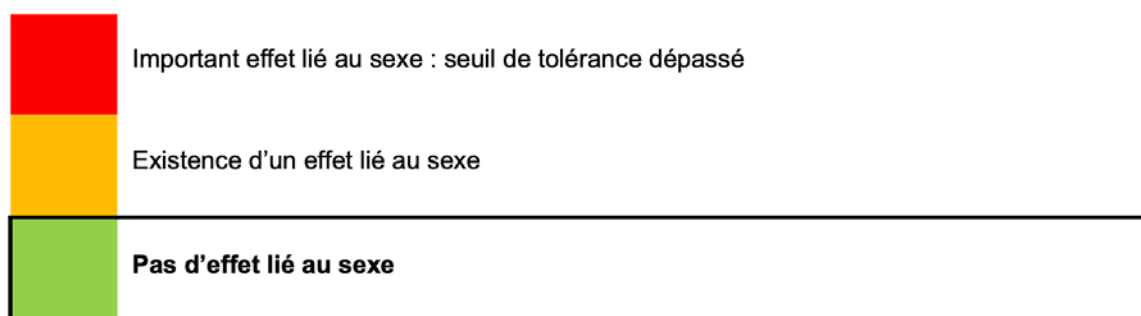 Important effet lié au sexe : seuil de tolérance dépassé
Existence d’un effet lié au sexe
Pas d’effet lié au sexe